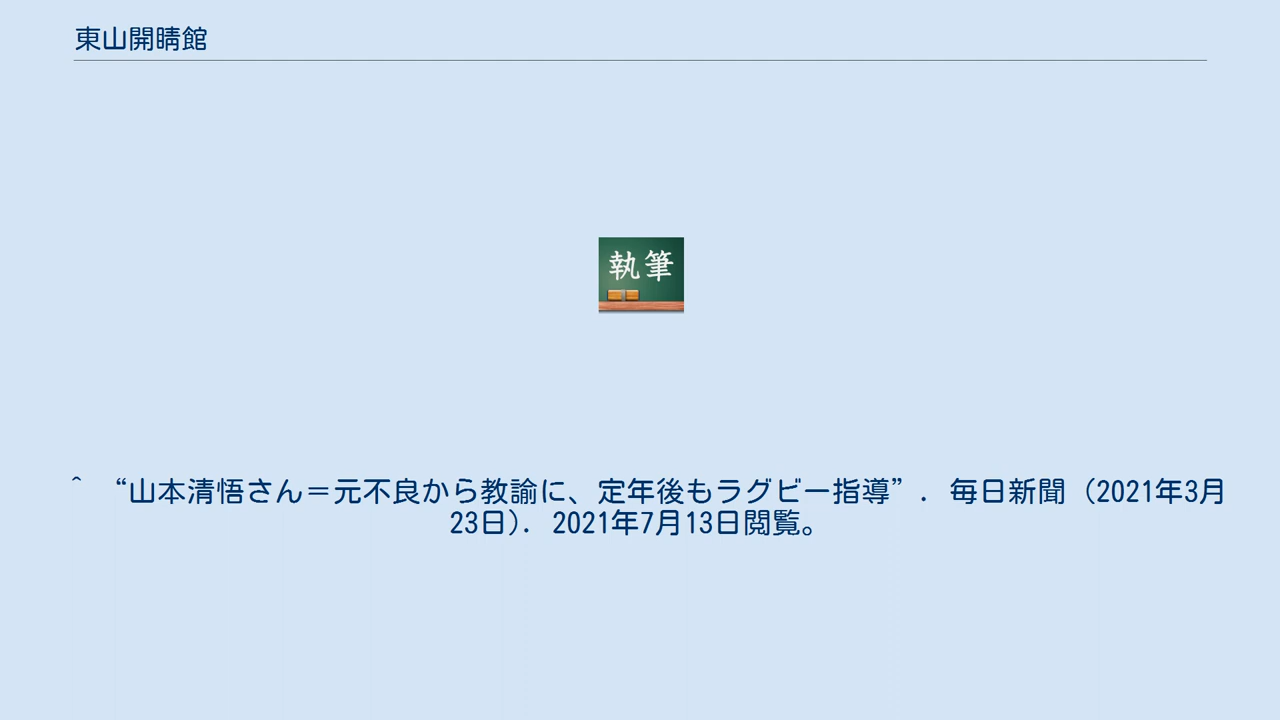 東山開睛館
執筆
^ “山本清悟さん＝元不良から教諭に、定年後もラグビー指導”. 毎日新聞 (2021年3月
23日). 2021年7月13日閲覧。